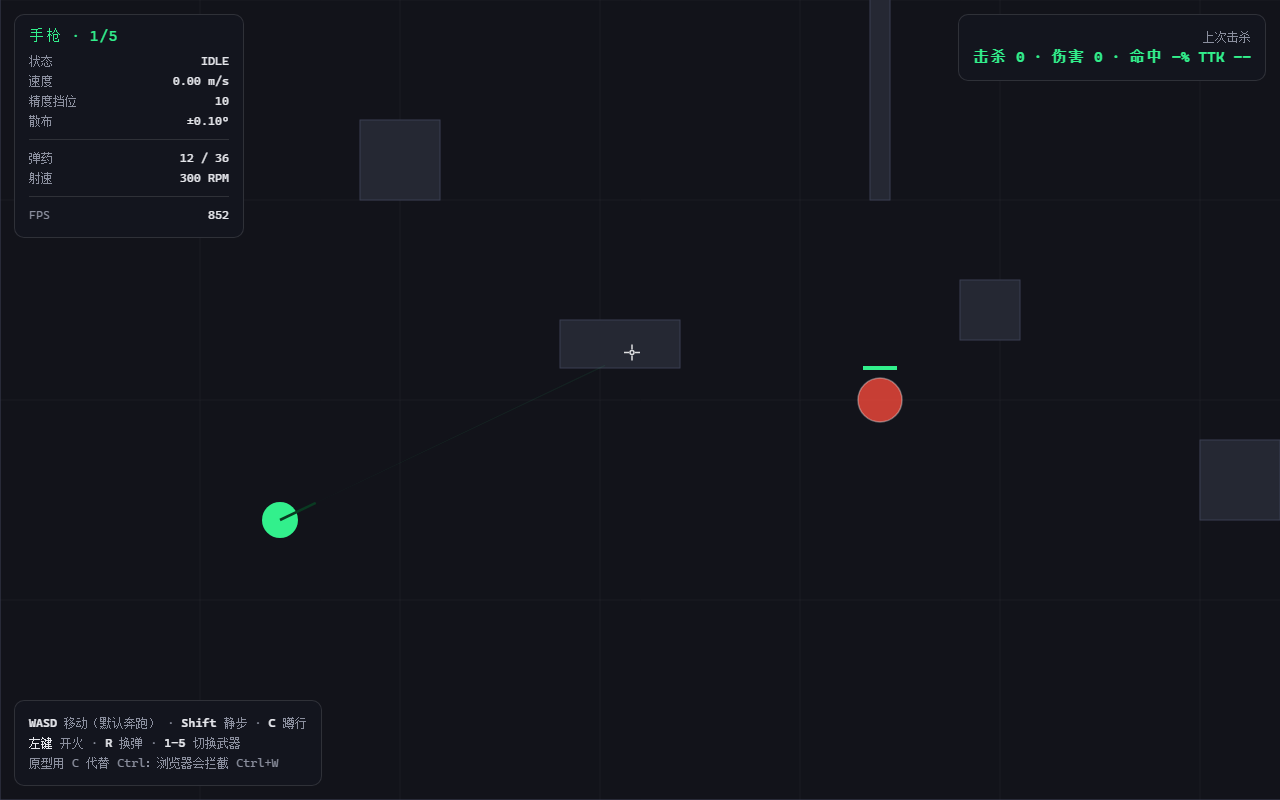 手枪 · 1/5
状态 IDLE
速度 0.00 m/s
精度挡位 10
散布 ±0.10°
弹药 12 / 36
射速 300 RPM
FPS 852
上次击杀
击杀 0 · 伤害 0 · 命中 —% TTK ——
WASD 移动（默认奔跑） · Shift 静步 · C 蹲行
左键 开火 · R 换弹 · 1–5 切换武器
原型用 C 代替 Ctrl：浏览器会拦截 Ctrl+W